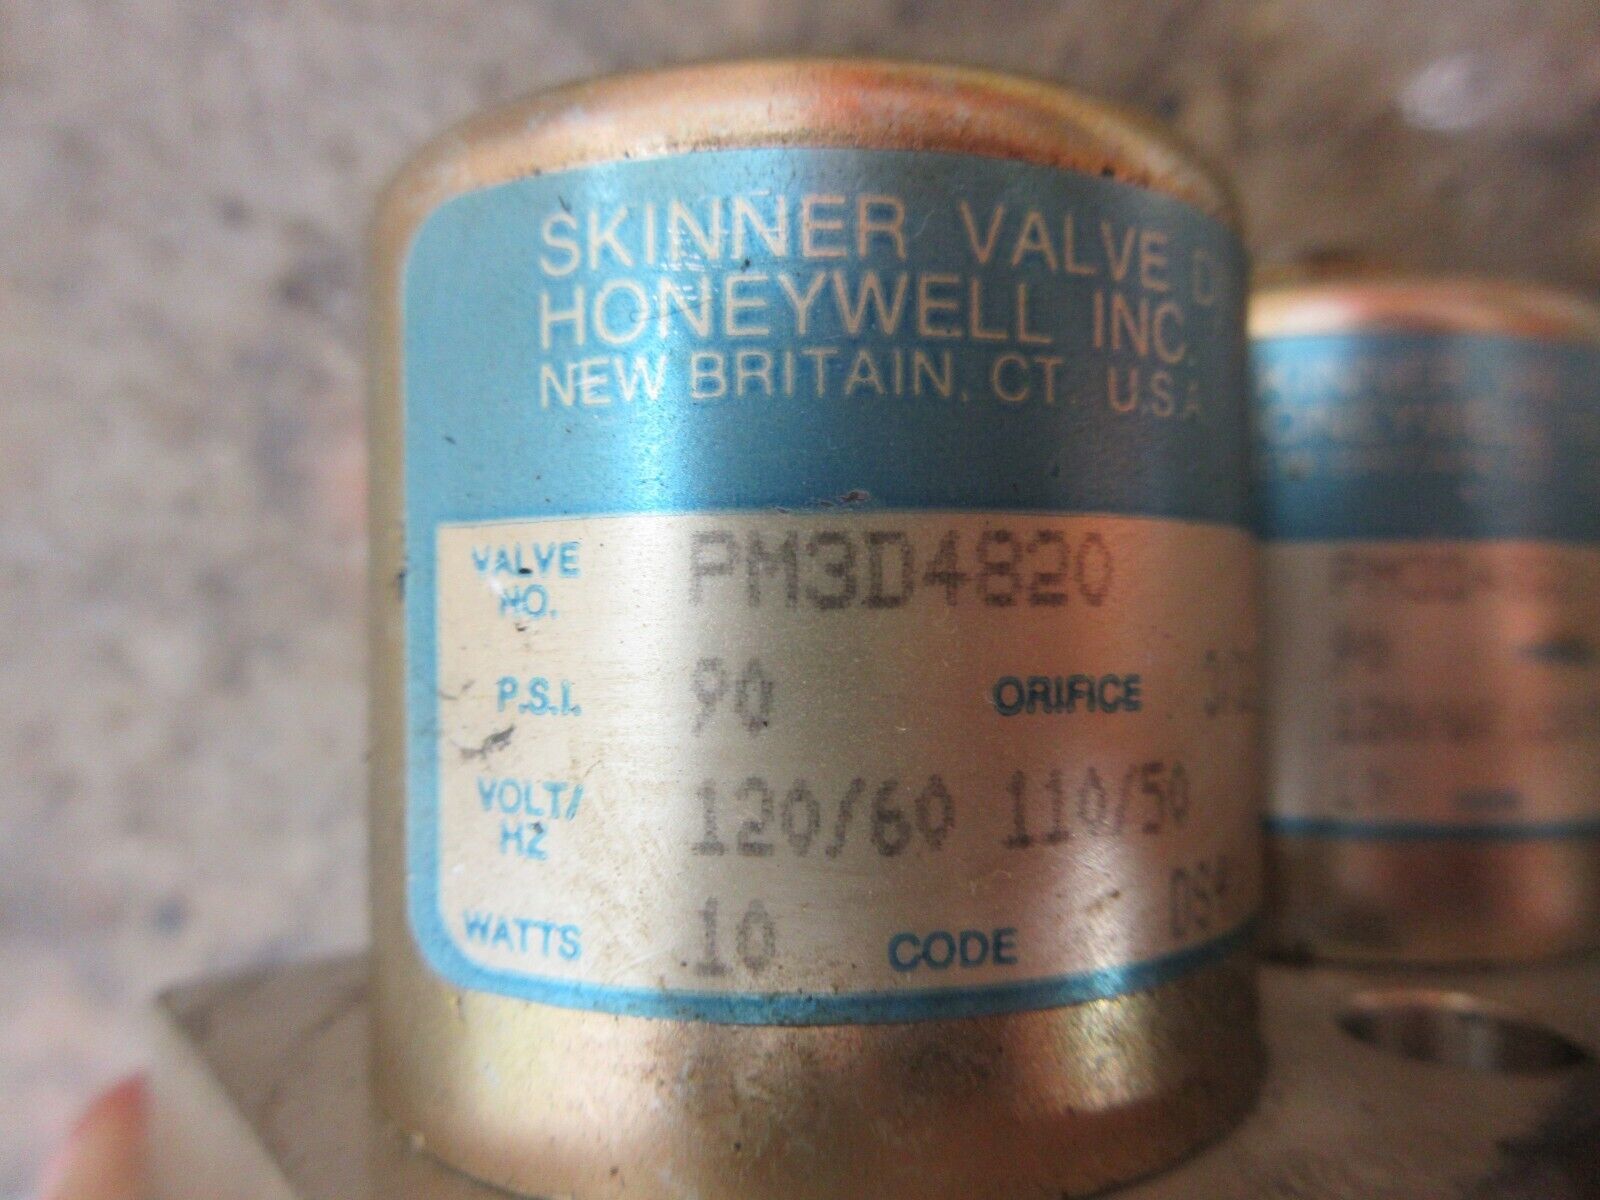 SKINNER VALVE
HONEYWELL INC.
NEW BRITAIN, CT. U.S.A
VALVE NO. PM3D4820
P.S.I. 90 ORIFICE
VOLT/HZ 120/60 110/50
WATTS 10 CODE